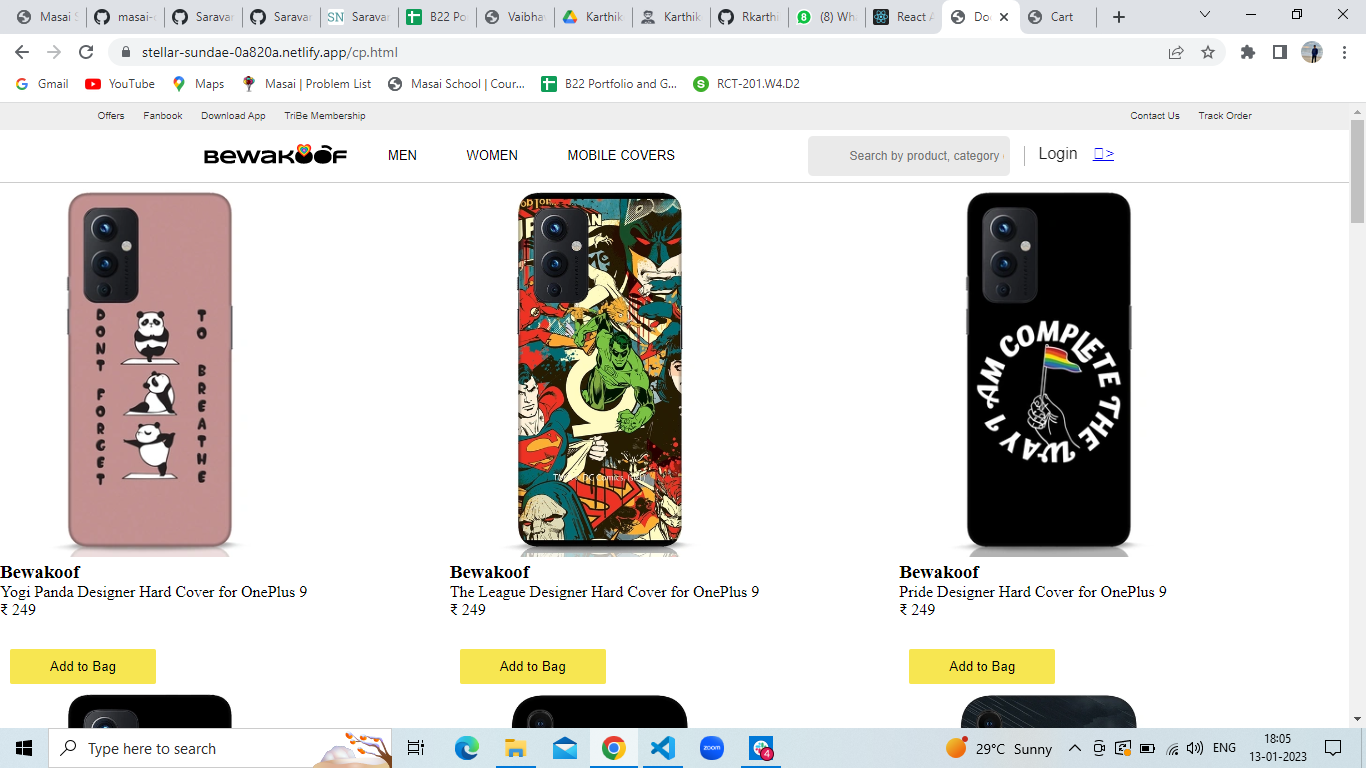 Masai S
masai-
Saravar
Saravar
SN Saravar
B22 Po
Vaibha
Karthik
Karthik
Rkarthi
(8) Wha
React A
Do
Cart
stellar-sundae-0a820a.netlify.app/cp.html
Gmail YouTube Maps Masai | Problem List Masai School | Cour... B22 Portfolio and G... RCT-201.W4.D2
Offers Fanbook Download App TriBe Membership Contact Us Track Order
BEWAKOOF MEN WOMEN MOBILE COVERS Search by product, category Login >
DONT FORGET
TO BREATHE
I AM COMPLETE THE WAY
Bewakoof
Yogi Panda Designer Hard Cover for OnePlus 9
₹ 249
Add to Bag
Bewakoof
The League Designer Hard Cover for OnePlus 9
₹ 249
Add to Bag
Bewakoof
Pride Designer Hard Cover for OnePlus 9
₹ 249
Add to Bag
Type here to search
zoom
4
29°C Sunny
ENG
18:05
13-01-2023